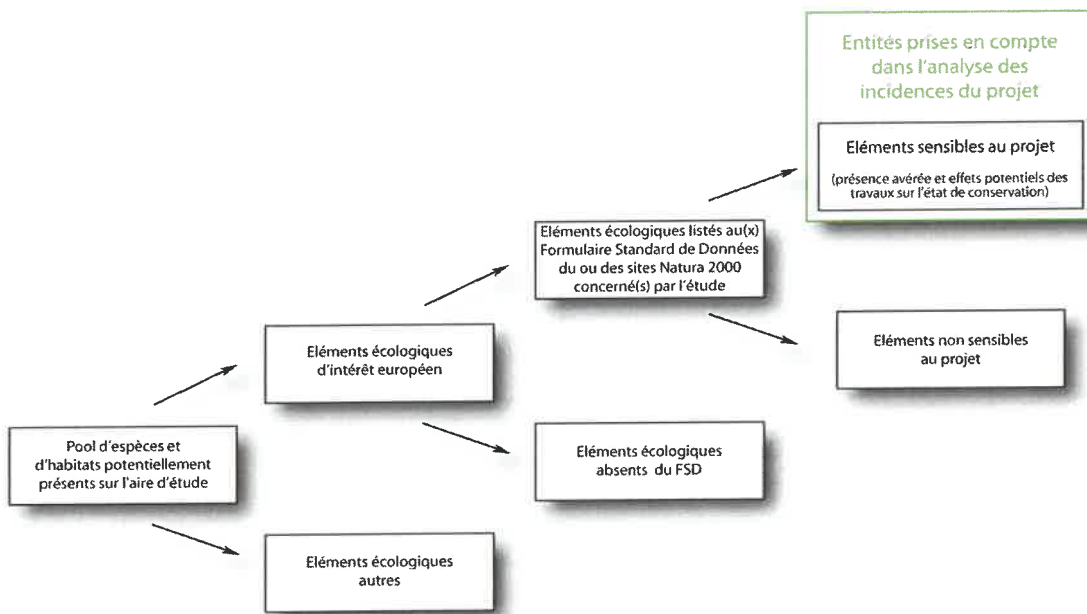 Entités prises en compte
dans l'analyse des
incidences du projet
Eléments sensibles au projet
(présence avérée et effets potentiels des
travaux sur l'état de conservation)
Eléments écologiques listés au(x)
Formulaire Standard de Données
du ou des sites Natura 2000
concerné(s) par l'étude
Eléments non sensibles
au projet
Eléments écologiques
d'intérêt européen
Pool d'espèces et
d'habitats potentiellement
présents sur l'aire d'étude
Eléments écologiques
absents du FSD
Eléments écologiques
autres